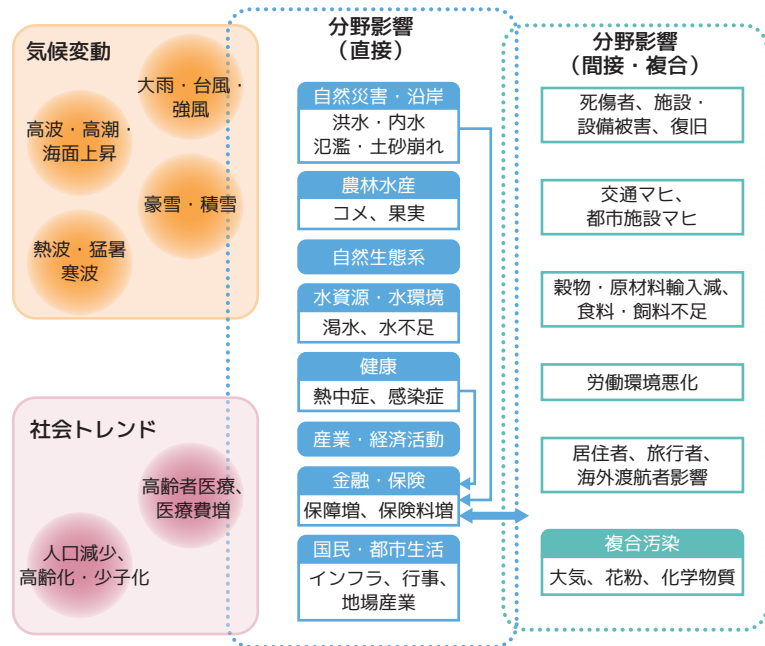 気候変動
大雨・台風・
強風
高波・高潮・
海面上昇
豪雪・積雪
熱波・猛暑
寒波
社会トレンド
高齢者医療、
医療費増
人口減少、
高齢化・少子化
分野影響
（直接）
自然災害・沿岸
洪水・内水
氾濫・土砂崩れ
農林水産
コメ、果実
自然生態系
水資源・水環境
渇水、水不足
健康
熱中症、感染症
産業・経済活動
金融・保険
保障増、保険料増
国民・都市生活
インフラ、行事、
地場産業
分野影響
（間接・複合）
死傷者、施設・
設備被害、復旧
交通マヒ、
都市施設マヒ
穀物・原材料輸入減、
食料・飼料不足
労働環境悪化
居住者、旅行者、
海外渡航者影響
複合汚染
大気、花粉、化学物質